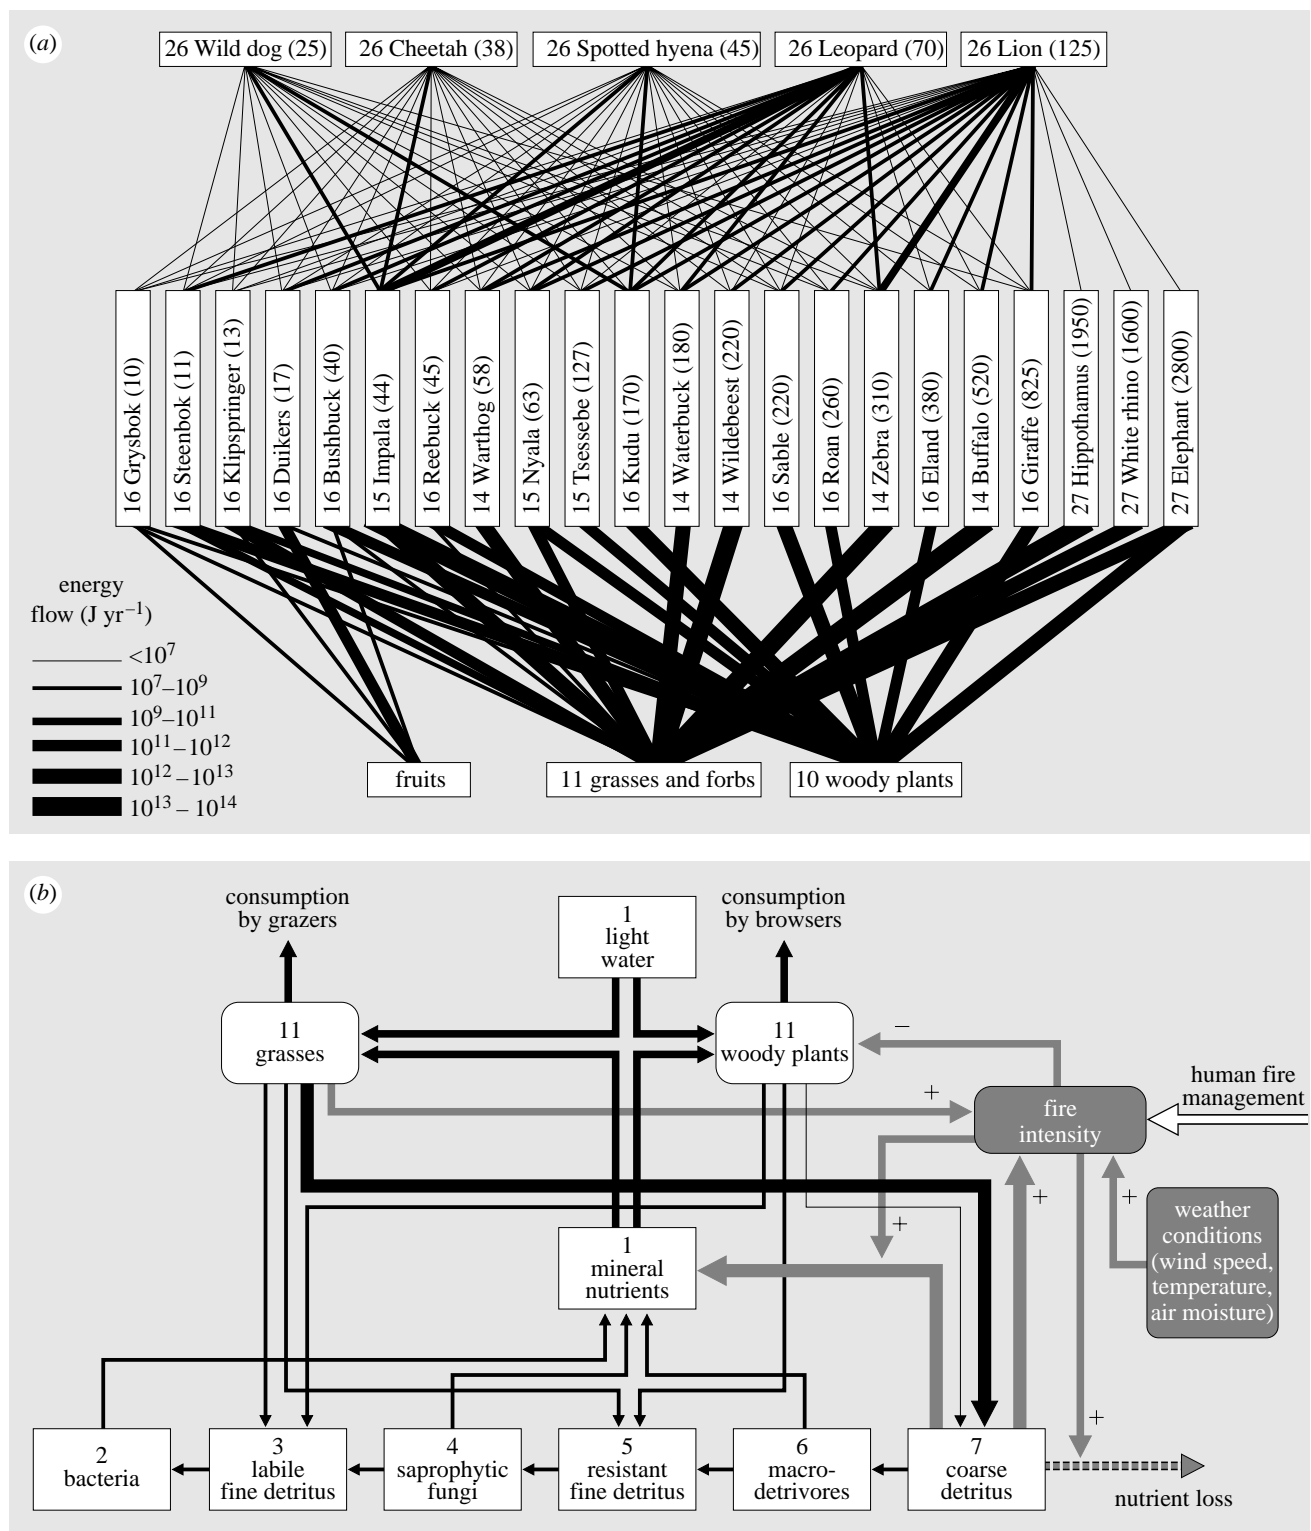 (a)
26 Wild dog (25)
26 Cheetah (38)
26 Spotted hyena (45)
26 Leopard (70)
26 Lion (125)
16 Grysbok (10)
16 Steenbok (11)
16 Klipspringer (13)
16 Duikers (17)
16 Bushbuck (40)
15 Impala (44)
16 Reebuck (45)
14 Warthog (58)
15 Nyala (63)
15 Tsessebe (127)
16 Kudu (170)
14 Waterbuck (180)
14 Wildebeest (220)
16 Sable (220)
16 Roan (260)
14 Zebra (310)
16 Eland (380)
14 Buffalo (520)
16 Giraffe (825)
27 Hippothamus (1950)
27 White rhino (1600)
27 Elephant (2800)
energy
flow (J yr⁻¹)
<10⁷
10⁷–10⁹
10⁹–10¹¹
10¹¹–10¹²
10¹²–10¹³
10¹³–10¹⁴
fruits
11 grasses and forbs
10 woody plants
(b)
consumption
by grazers
1
light
water
consumption
by browsers
11
grasses
11
woody plants
–
+
fire
intensity
human fire
management
+
+
+
weather
conditions
(wind speed,
temperature,
air moisture)
1
mineral
nutrients
+
2
bacteria
3
labile
fine detritus
4
saprophytic
fungi
5
resistant
fine detritus
6
macro-
detrivores
7
coarse
detritus
nutrient loss